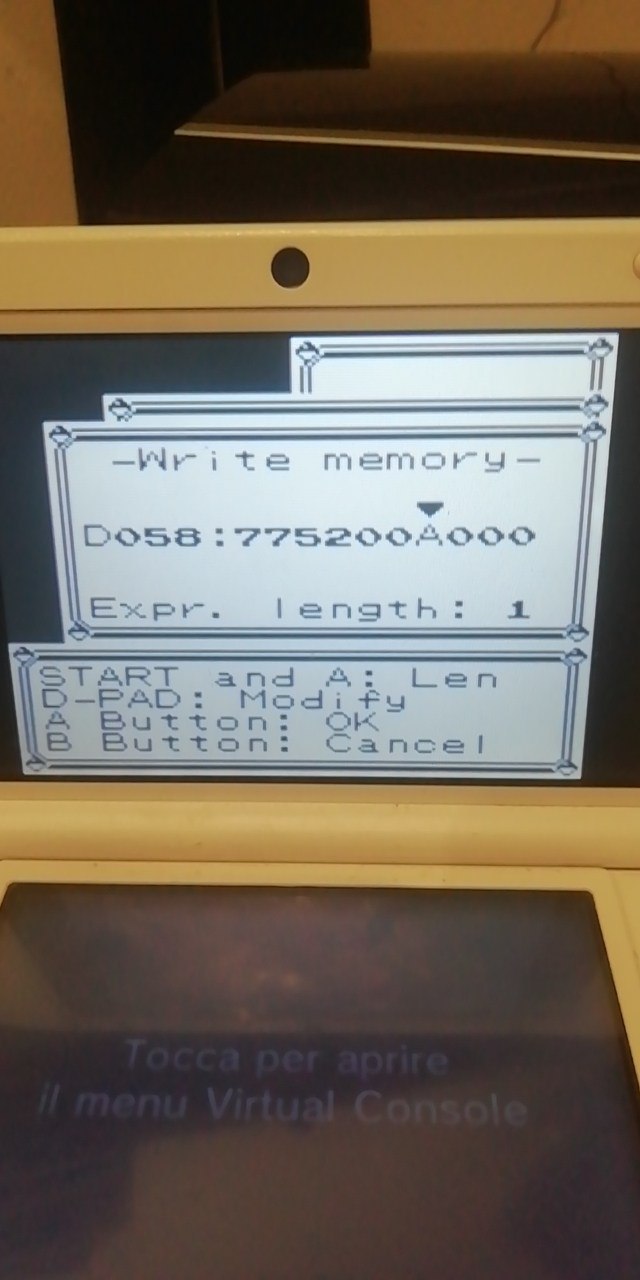 -Write memory-
D058:775200A000
Expr. length: 1
START and A: Len
D-PAD: Modify
A Button: OK
B Button: Cancel
Tocca per aprire
il menu Virtual Console